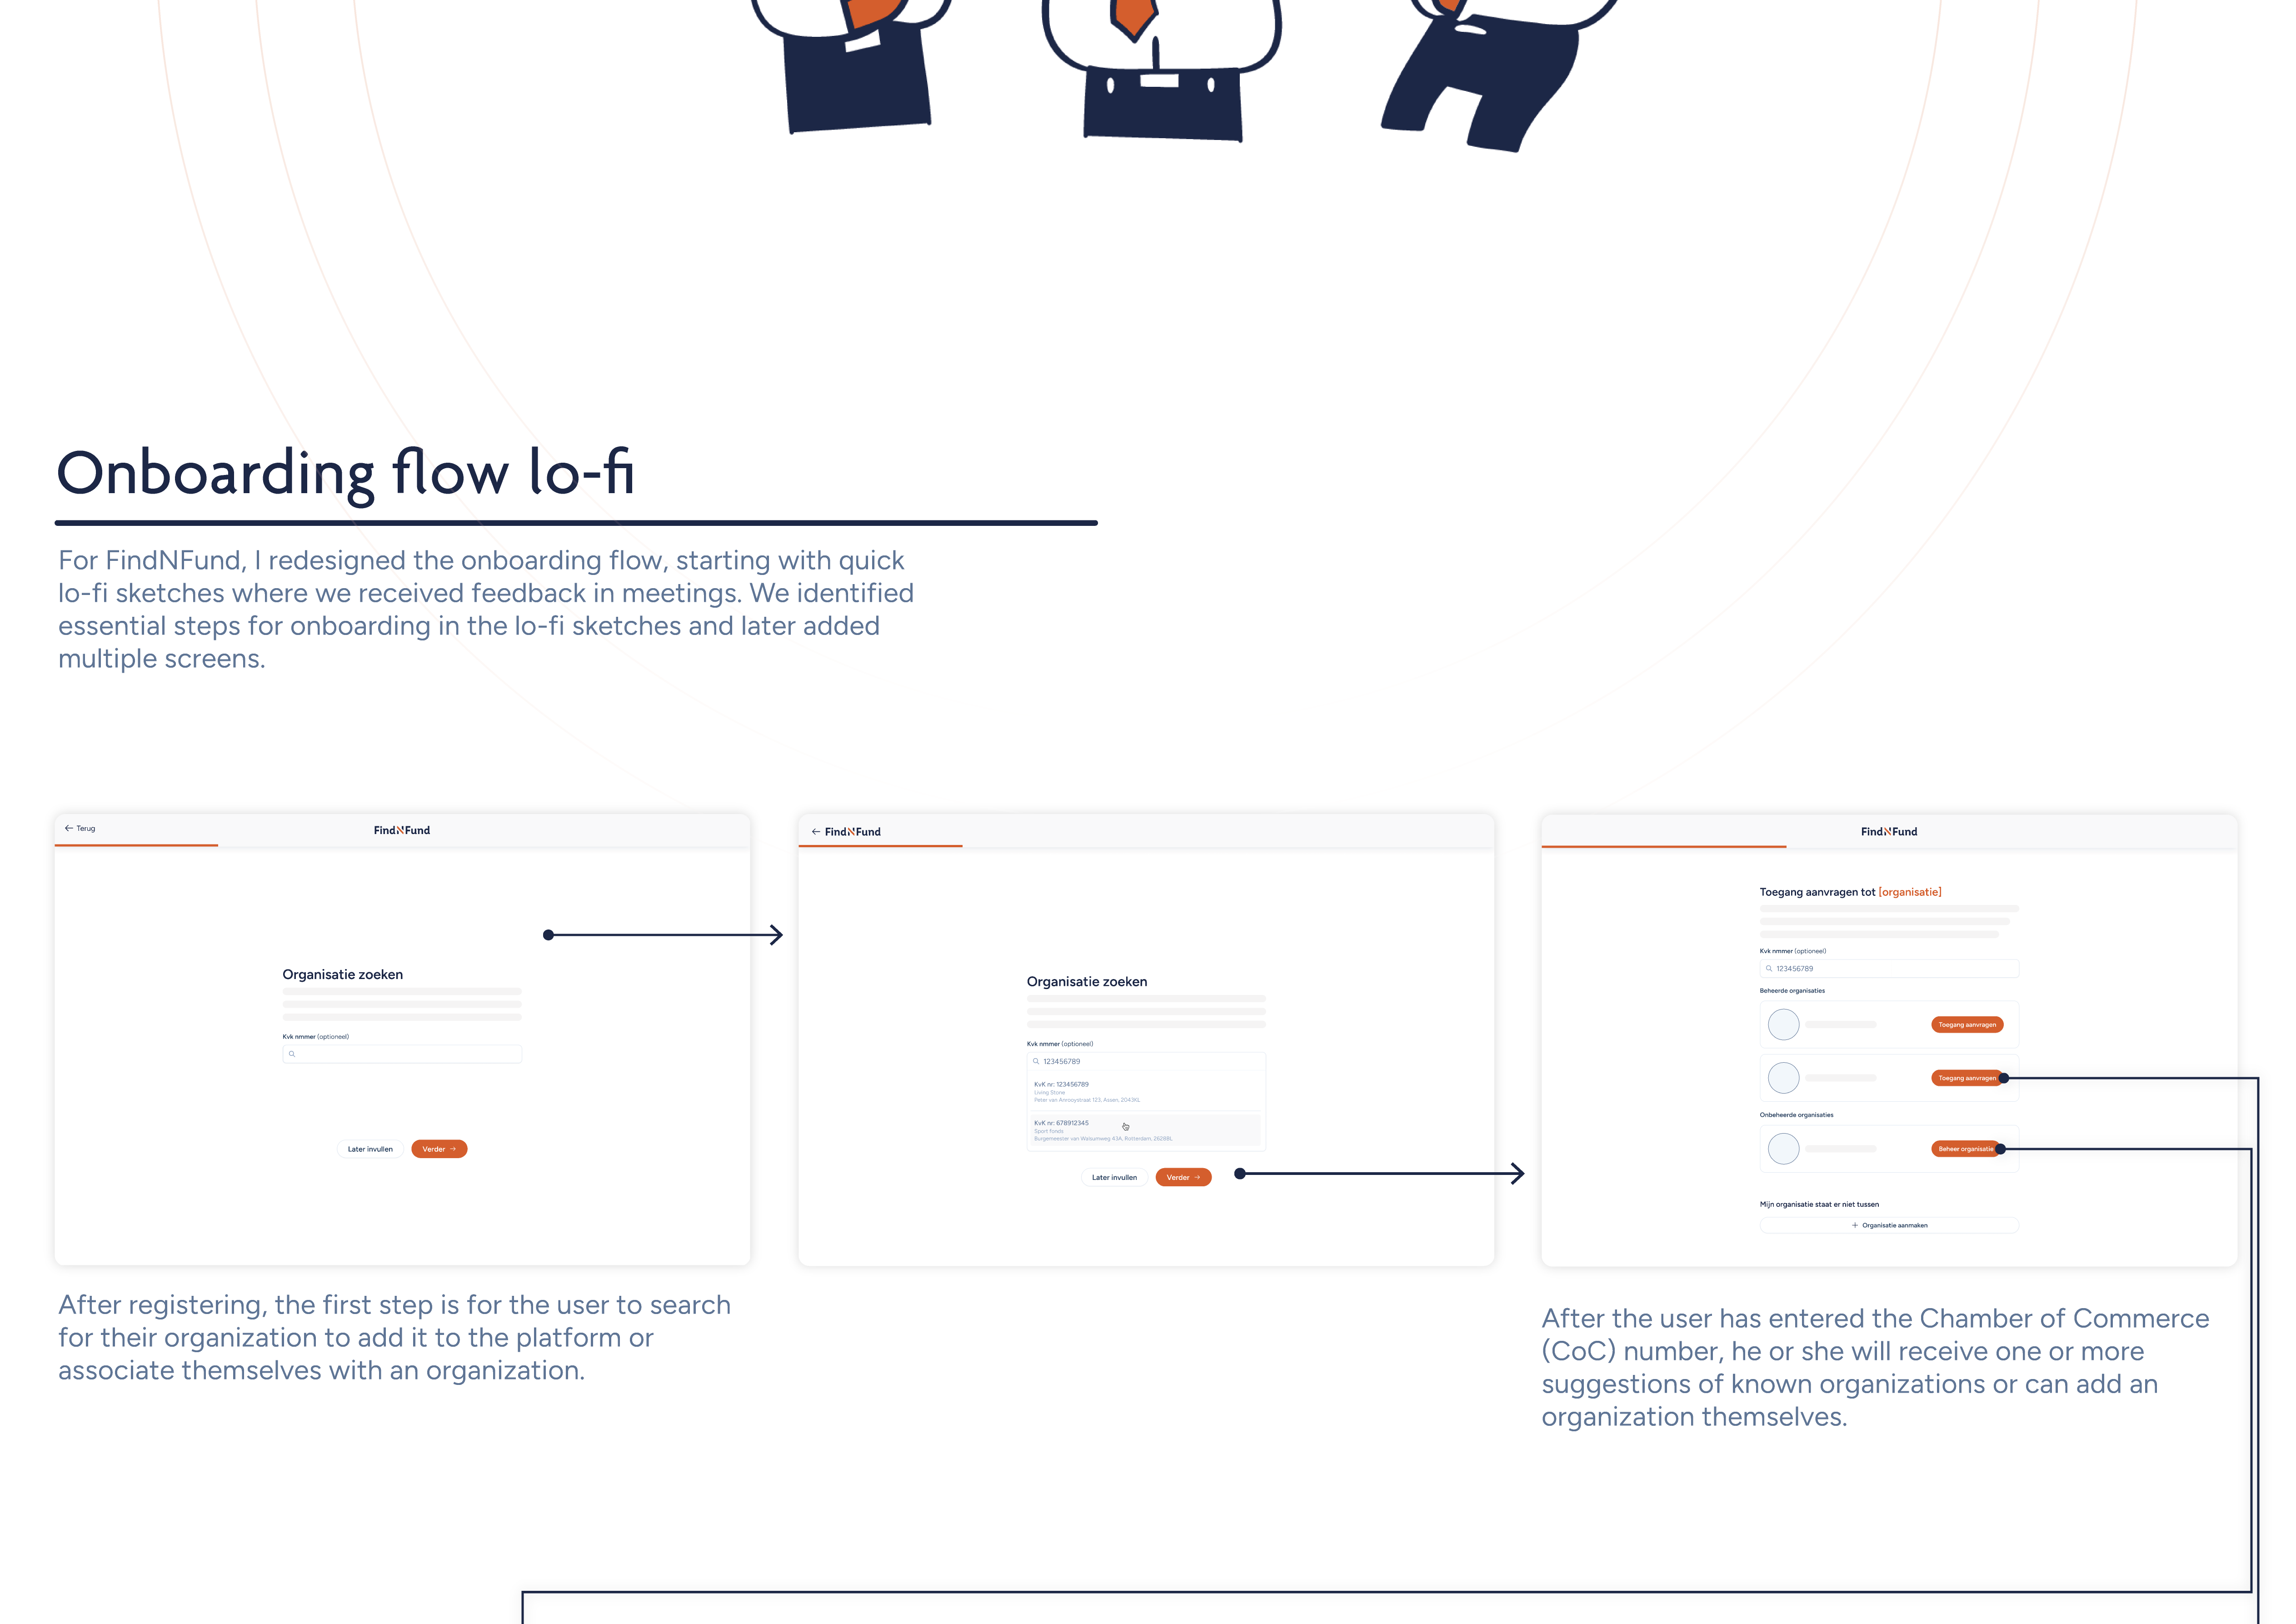 Onboarding flow lo-fi
For FindNFund, I redesigned the onboarding flow, starting with quick
lo-fi sketches where we received feedback in meetings. We identified
essential steps for onboarding in the lo-fi sketches and later added
multiple screens.
Terug
FindNFund
Organisatie zoeken
Kvk nmmer (optioneel)
Later invullen
Verder
FindNFund
Organisatie zoeken
Kvk nmmer (optioneel)
123456789
KvK nr: 123456789
Living Stone
Peter van Anrooystraat 123, Assen, 2043KL
KvK nr: 678912345
Sport fonds
Burgemeester van Walsumweg 43A, Rotterdam, 2628BL
Later invullen
Verder
FindNFund
Toegang aanvragen tot [organisatie]
Kvk nmmer (optioneel)
123456789
Beheerde organisaties
Toegang aanvragen
Toegang aanvragen
Onbeheerde organisaties
Beheer organisatie
Mijn organisatie staat er niet tussen
Organisatie aanmaken
After registering, the first step is for the user to search
for their organization to add it to the platform or
associate themselves with an organization.
After the user has entered the Chamber of Commerce
(CoC) number, he or she will receive one or more
suggestions of known organizations or can add an
organization themselves.